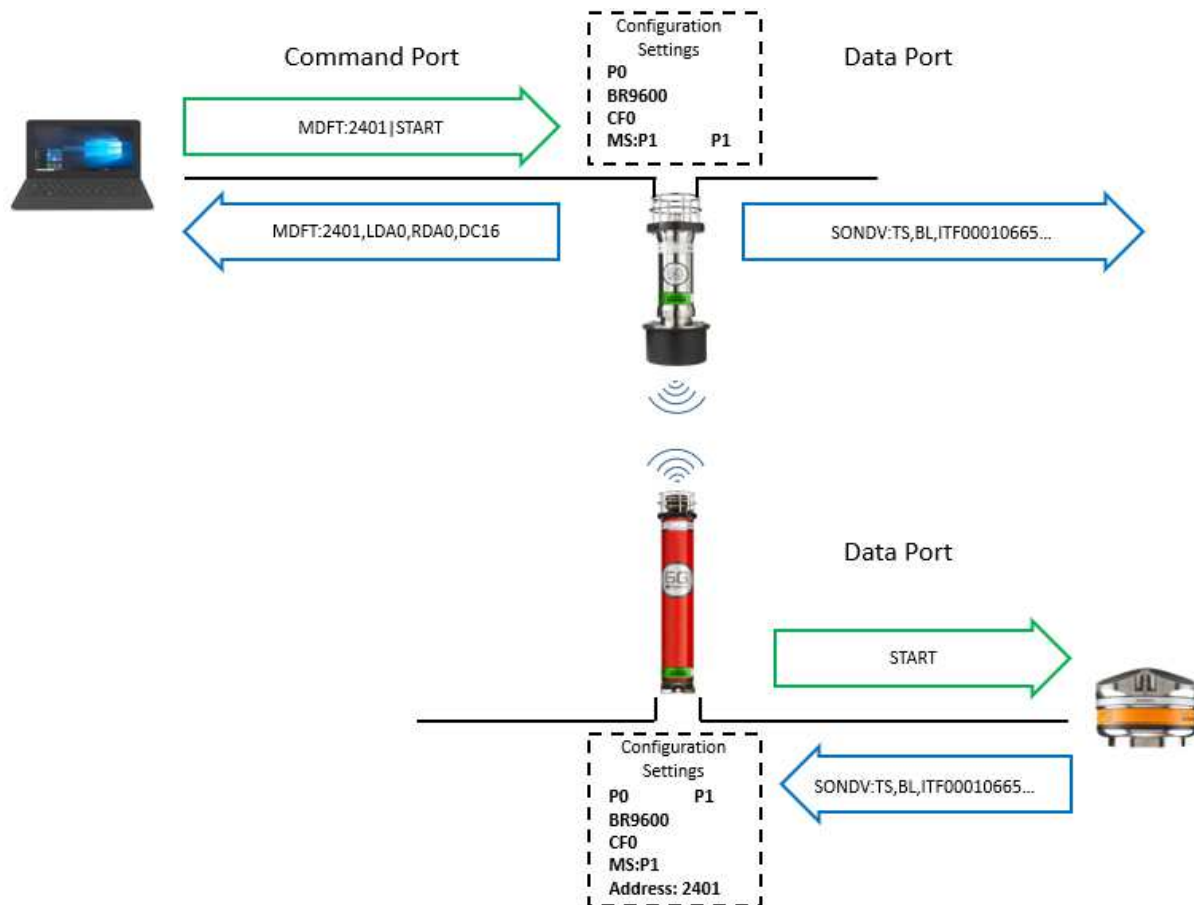 Configuration
Settings
Command Port
Data Port
P0
BR9600
CF0
MS:P1 P1
MDFT:2401|START
MDFT:2401,LDA0,RDA0,DC16
SONDV:TS,BL,ITF00010665...
6G
Data Port
START
Configuration
Settings
P0 P1
BR9600
CF0
MS:P1
Address: 2401
SONDV:TS,BL,ITF00010665...